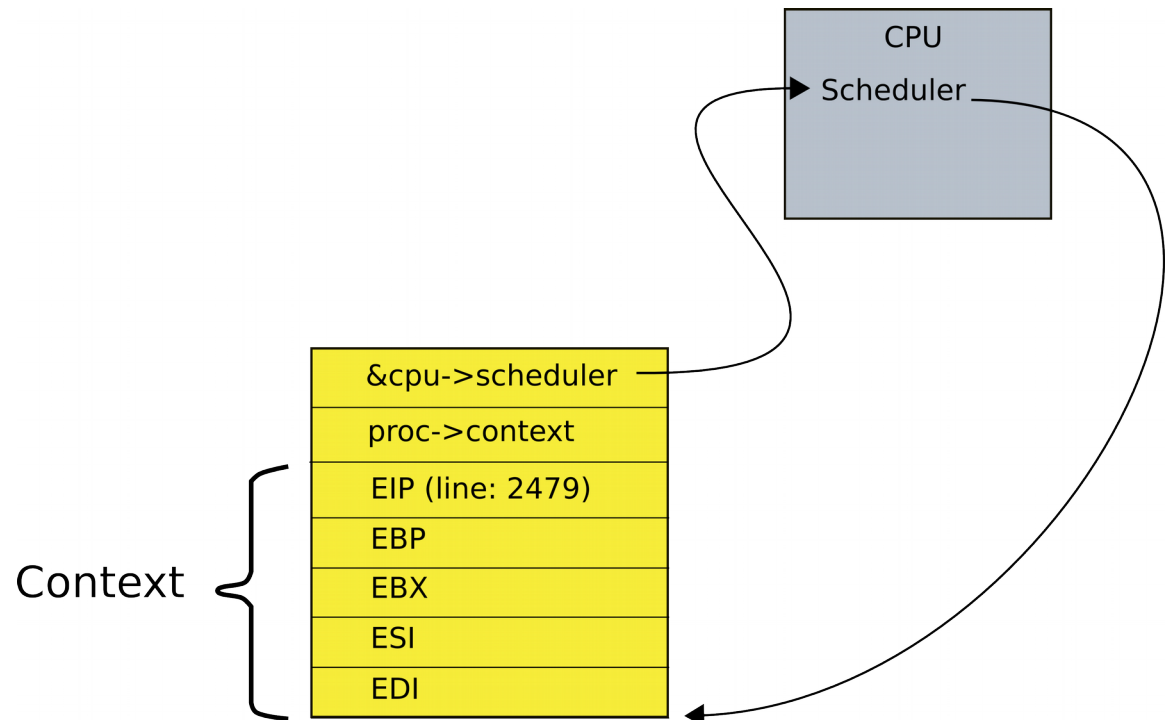 CPU
Scheduler
&cpu->scheduler
proc->context
EIP (line: 2479)
EBP
Context
EBX
ESI
EDI